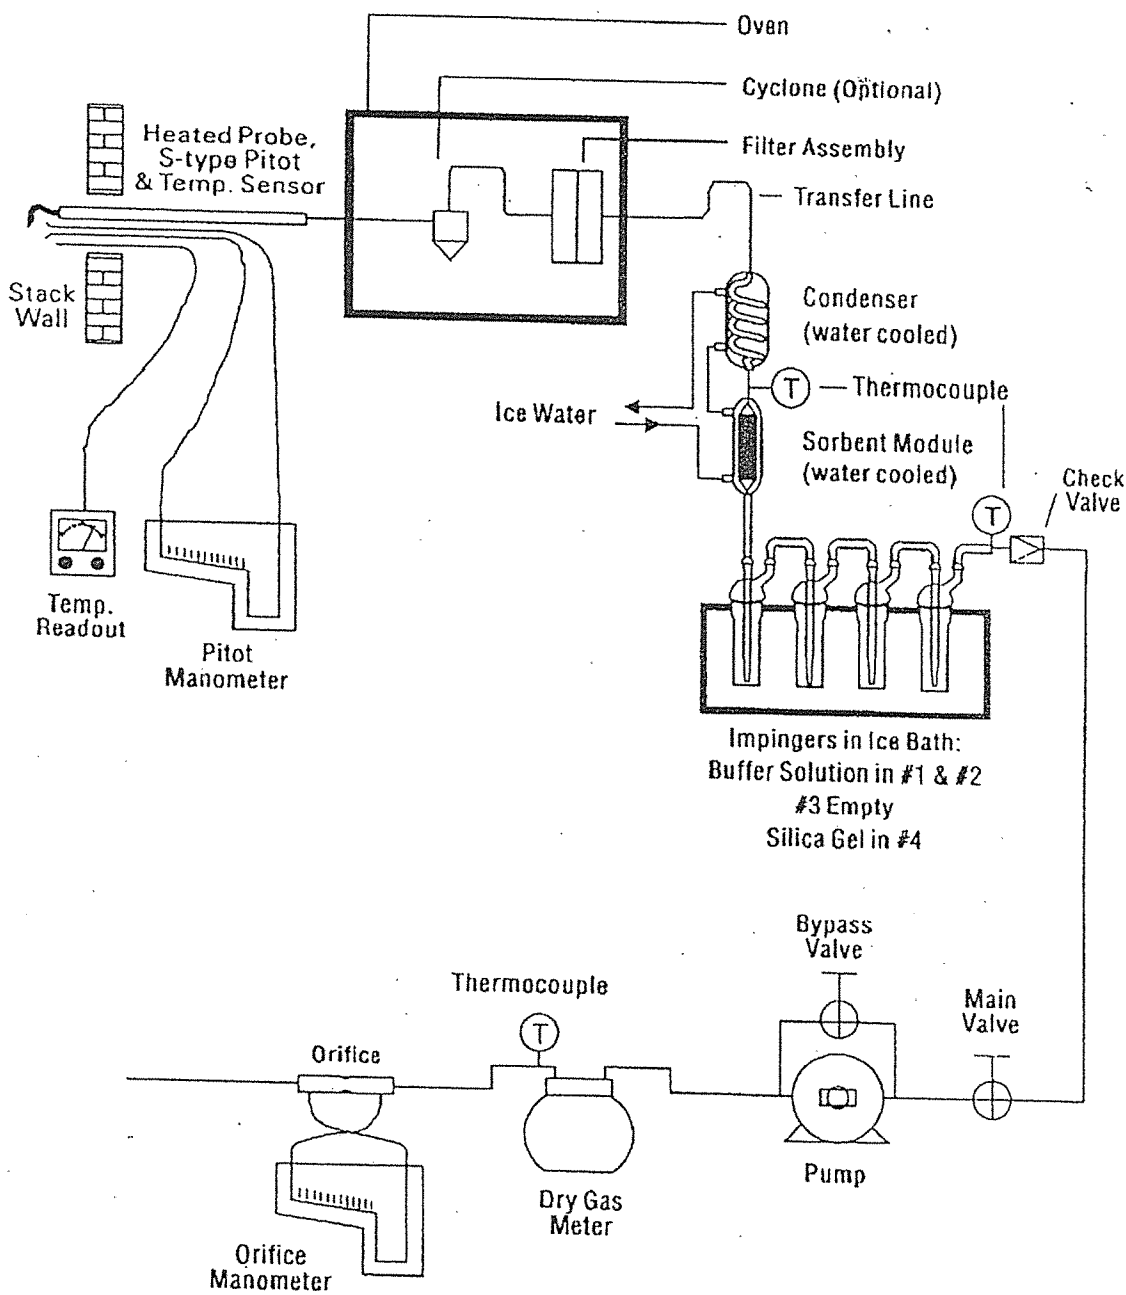 Oven
Cyclone (Optional)
Filter Assembly
Heated Probe,
S-type Pitot
& Temp. Sensor
Transfer Line
Stack
Wall
Condenser
(water cooled)
T
Thermocouple
Ice Water
Sorbent Module
(water cooled)
Check
Valve
T
Temp.
Readout
Pitot
Manometer
Impingers in Ice Bath:
Buffer Solution in #1 & #2
#3 Empty
Silica Gel in #4
Bypass
Valve
Main
Valve
Thermocouple
T
Orifice
Pump
Dry Gas
Meter
Orifice
Manometer